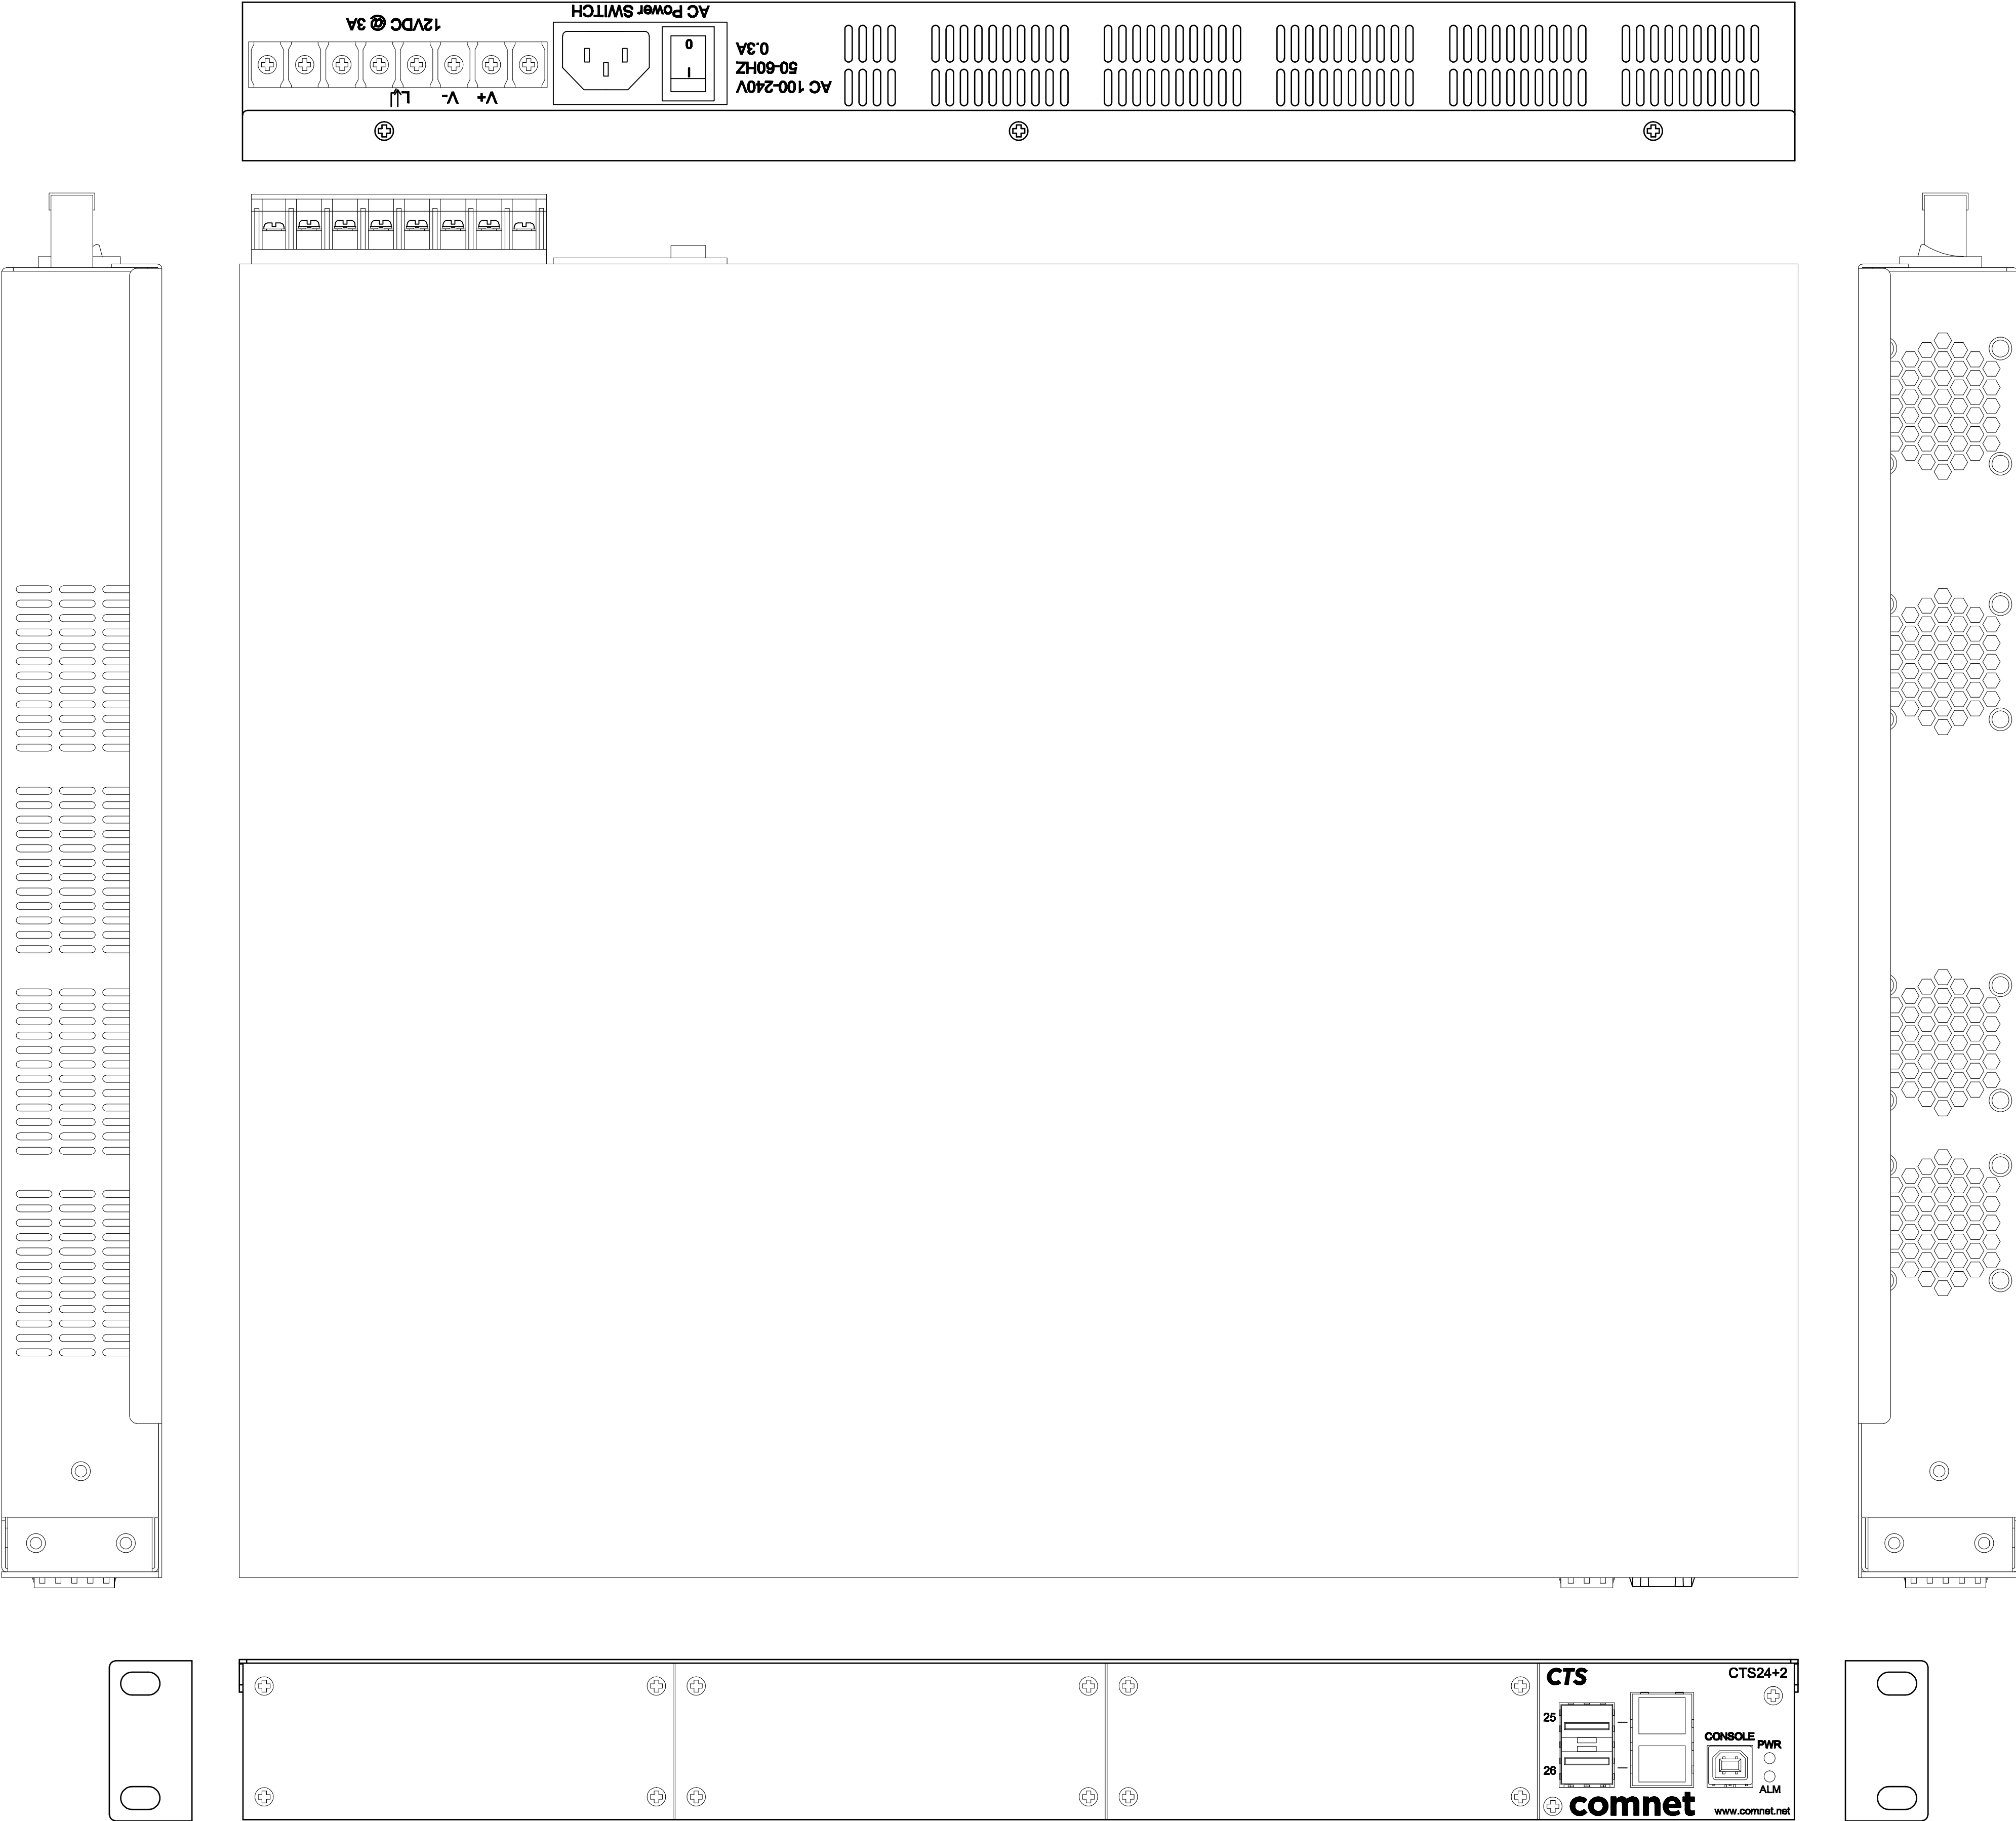 12VDC @ 3A
AC Power SWITCH
0
I
AC 100-240V
50-60HZ
0.3A
V+ V- L
CTS
CTS24+2
25
26
CONSOLE
PWR
ALM
comnet
www.comnet.net